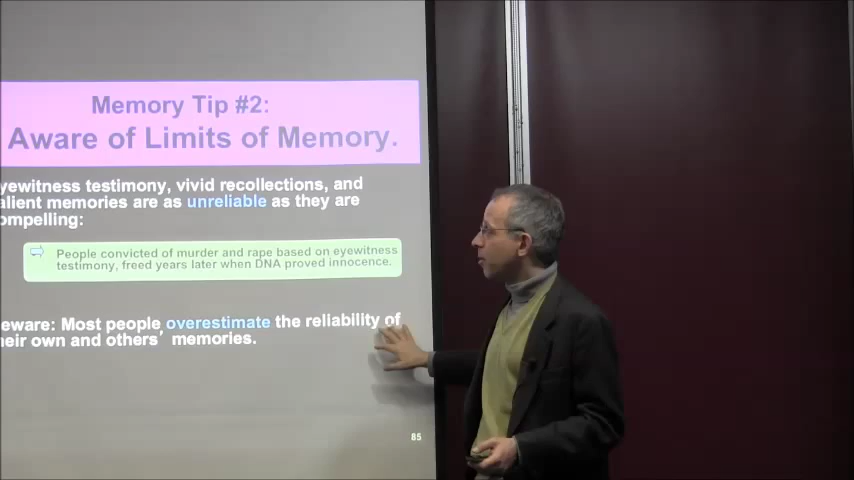 Memory Tip #2:
Aware of Limits of Memory.
yewitness testimony, vivid recollections, and
alient memories are as unreliable as they are
ompelling:
People convicted of murder and rape based on eyewitness
testimony, freed years later when DNA proved innocence.
eware: Most people overestimate the reliability of
heir own and others' memories.
85